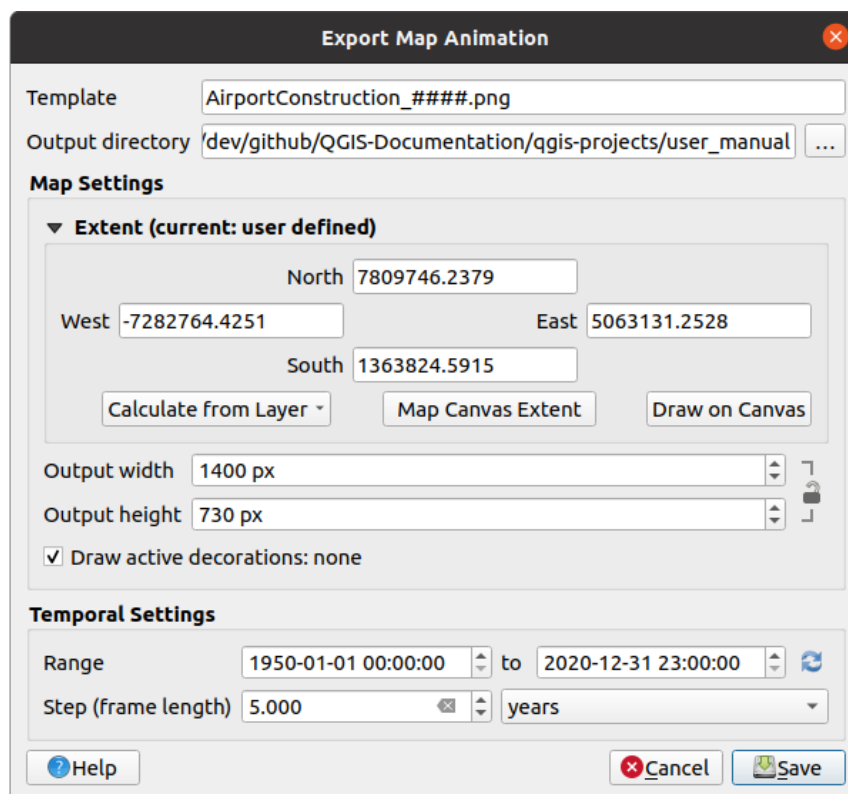 Export Map Animation
Template AirportConstruction_####.png
Output directory /dev/github/QGIS-Documentation/qgis-projects/user_manual ...
Map Settings
Extent (current: user defined)
North 7809746.2379
West -7282764.4251 East 5063131.2528
South 1363824.5915
Calculate from Layer Map Canvas Extent Draw on Canvas
Output width 1400 px
Output height 730 px
Draw active decorations: none
Temporal Settings
Range 1950-01-01 00:00:00 to 2020-12-31 23:00:00
Step (frame length) 5.000 years
Help Cancel Save